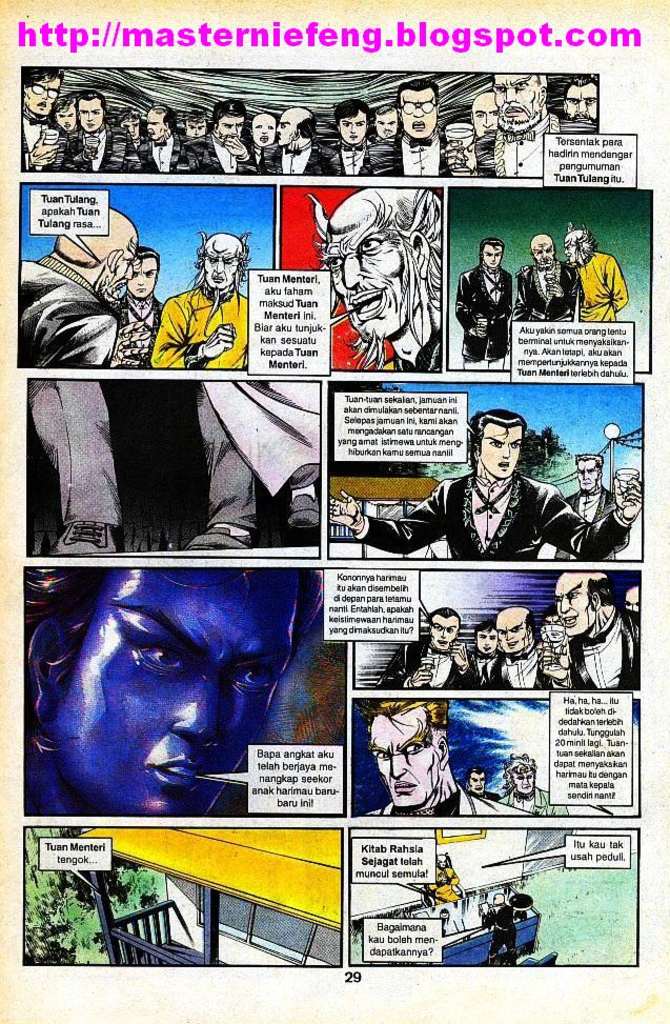 http://masterniefeng.blogspot.com
Tersentak para
hadirin mendengar
pengumuman
Tuan Tulang itu.
Tuan Tulang,
apakah Tuan
Tulang rasa...
Tuan Menteri,
aku faham
maksud Tuan
Menteri ini.
Biar aku tunjuk-
kan sesuatu
kepada Tuan
Menteri.
Aku yakin semua orang tentu
berminat untuk menyaksikan-
nya. Akan tetapi, aku akan
mempertunjukkannya kepada
Tuan Menteri terlebih dahulu.
Tuan-tuan sekalian, jamuan ini
akan dimulakan sebentar nanti.
Selepas jamuan ini, kami akan
mengadakan satu rancangan
yang amat istimewa untuk meng-
hiburkan kamu semua nanti!
Bapa angkat aku
telah berjaya me-
nangkap seekor
anak harimau baru-
baru ini!
Kononnya harimau
itu akan disembelih
di depan para tetamu
nanti. Entahlah, apakah
keistimewaan harimau
yang dimaksudkan itu?
Ha, ha, ha... itu
tidak boleh di-
dedahkan terlebih
dahulu. Tunggulah
20 minit lagi. Tuan-
tuan sekalian akan
dapat menyaksikan
harimau itu dengan
mata kepala
sendiri nanti!
Tuan Menteri
tengok...
Kitab Rahsia
Sejagat telah
muncul semula!
Itu kau tak
usah peduli.
Bagaimana
kau boleh men-
dapatkannya?
29